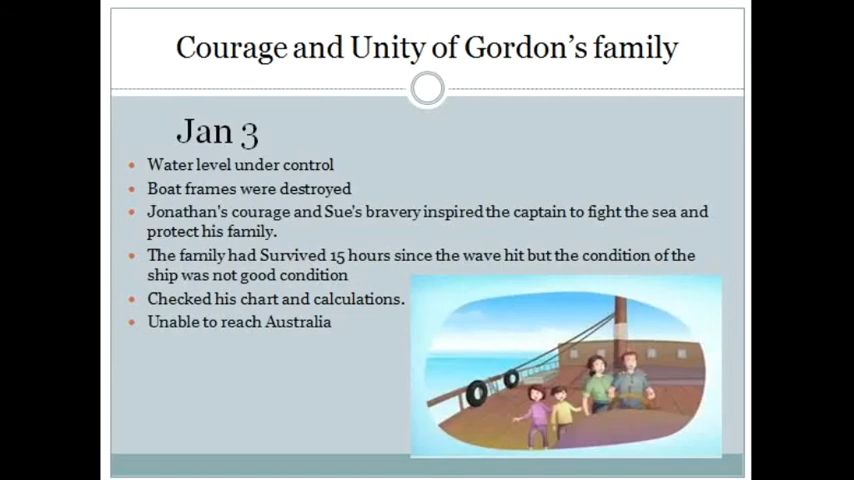 Courage and Unity of Gordon's family
Jan 3
• Water level under control
• Boat frames were destroyed
• Jonathan's courage and Sue's bravery inspired the captain to fight the sea and
protect his family.
• The family had Survived 15 hours since the wave hit but the condition of the
ship was not good condition
• Checked his chart and calculations.
• Unable to reach Australia